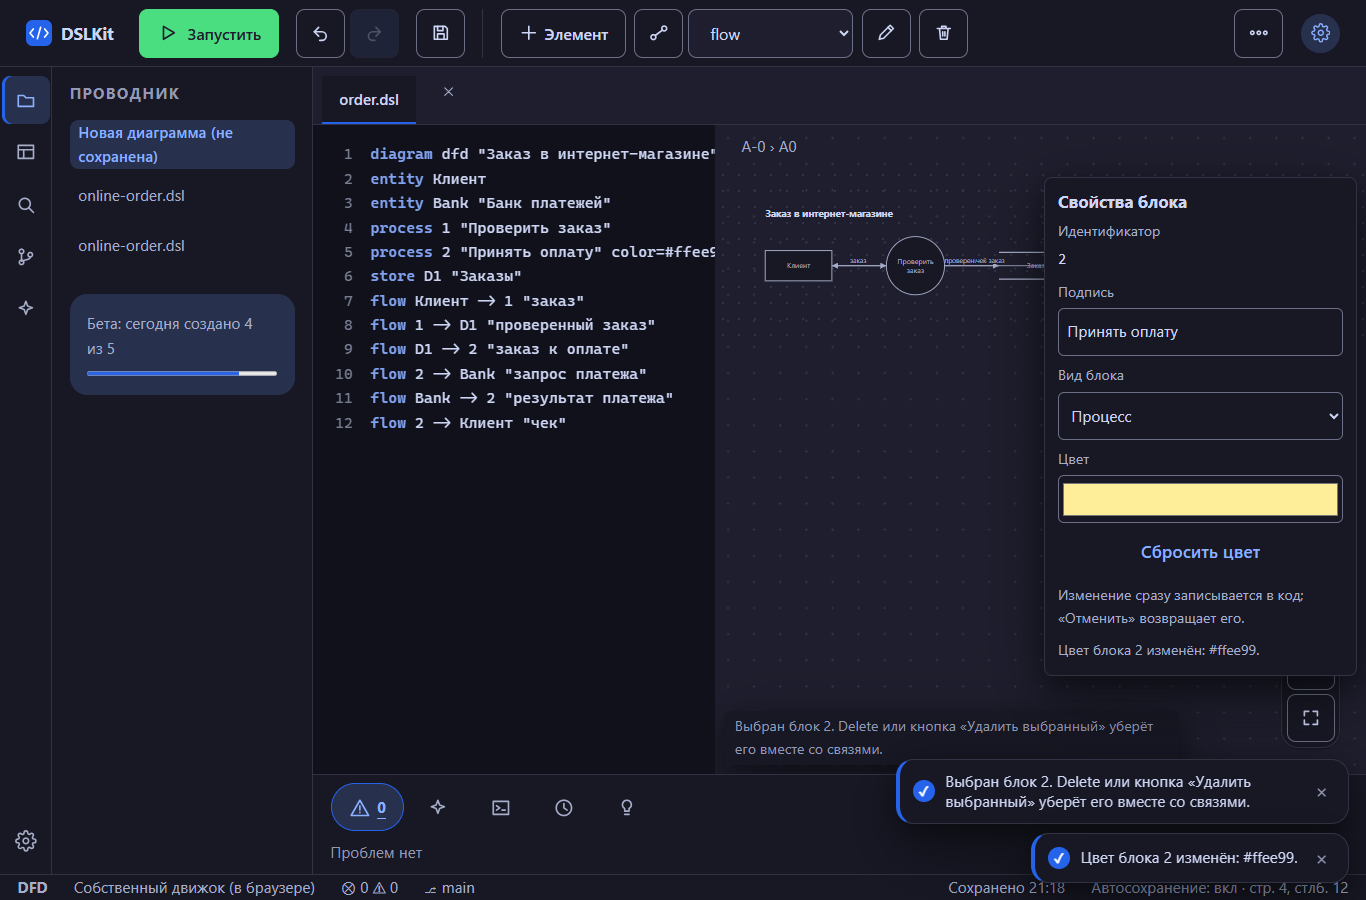 DSLKit
Запустить
Элемент
flow
ПРОВОДНИК
Новая диаграмма (не
сохранена)
online-order.dsl
online-order.dsl
Бета: сегодня создано 4
из 5
order.dsl
1 diagram dfd "Заказ в интернет-магазине"
2 entity Клиент
3 entity Bank "Банк платежей"
4 process 1 "Проверить заказ"
5 process 2 "Принять оплату" color=#ffee9
6 store D1 "Заказы"
7 flow Клиент --> 1 "заказ"
8 flow 1 --> D1 "проверенный заказ"
9 flow D1 --> 2 "заказ к оплате"
10 flow 2 --> Bank "запрос платежа"
11 flow Bank --> 2 "результат платежа"
12 flow 2 --> Клиент "чек"
A-0 › A0
Заказ в интернет-магазине
Клиент
заказ
Проверить
заказ
Свойства блока
Идентификатор
2
Подпись
Принять оплату
Вид блока
Процесс
Цвет
Сбросить цвет
Изменение сразу записывается в код;
«Отменить» возвращает его.
Цвет блока 2 изменён: #ffee99.
Выбран блок 2. Delete или кнопка «Удалить выбранный» уберёт
его вместе со связями.
0
Проблем нет
Выбран блок 2. Delete или кнопка «Удалить
выбранный» уберёт его вместе со связями.
Цвет блока 2 изменён: #ffee99.
DFD Собственный движок (в браузере) 0 0 main Сохранено 21:18 Автосохранение: вкл · стр. 4, стлб. 12